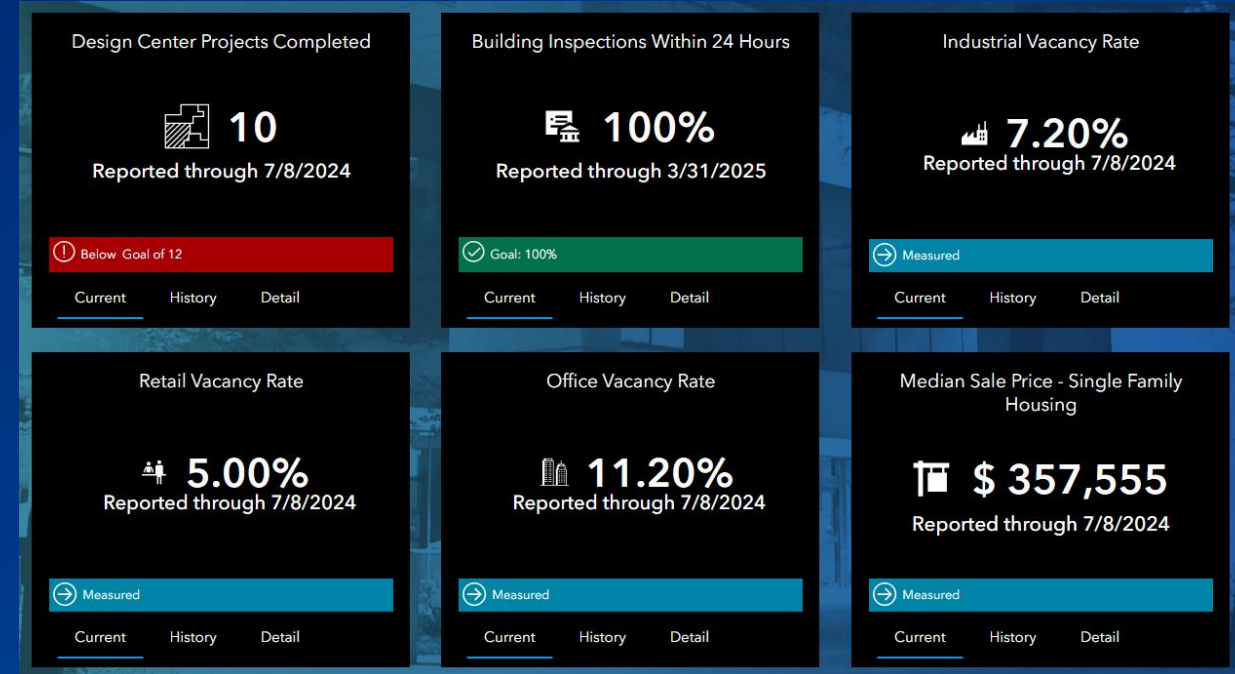 Design Center Projects Completed
10
Reported through 7/8/2024
Below Goal of 12
Current History Detail
Building Inspections Within 24 Hours
100%
Reported through 3/31/2025
Goal: 100%
Current History Detail
Industrial Vacancy Rate
7.20%
Reported through 7/8/2024
Measured
Current History Detail
Retail Vacancy Rate
5.00%
Reported through 7/8/2024
Measured
Current History Detail
Office Vacancy Rate
11.20%
Reported through 7/8/2024
Measured
Current History Detail
Median Sale Price - Single Family
Housing
$ 357,555
Reported through 7/8/2024
Measured
Current History Detail